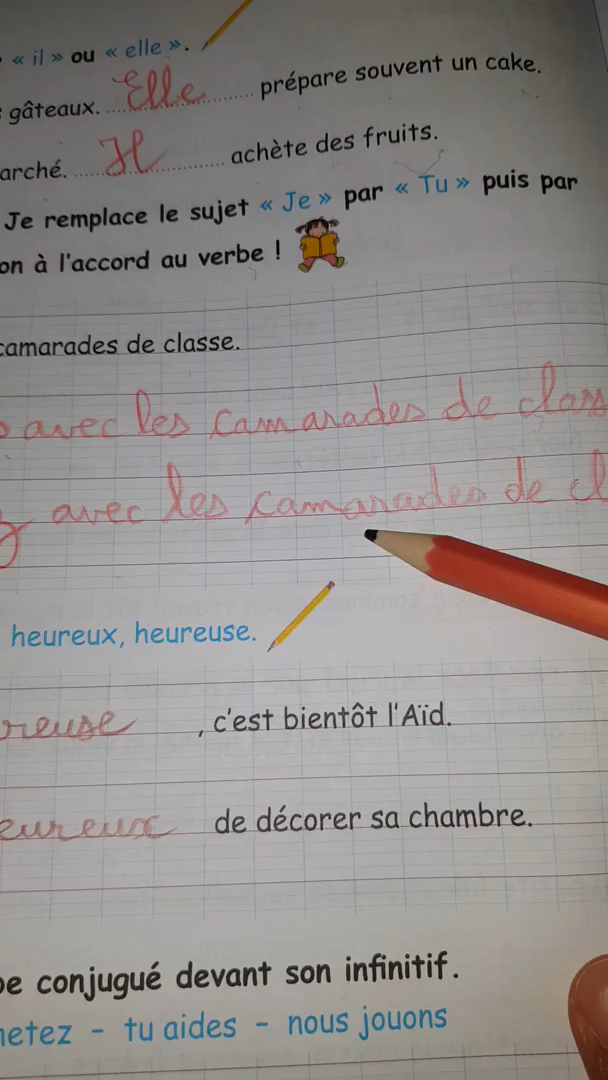 « il » ou « elle ».
gâteaux. Elle prépare souvent un cake.
arché. Il achète des fruits.
Je remplace le sujet « Je » par « Tu » puis par
on à l'accord au verbe !
camarades de classe.
avec les camarades de class
z avec les camarades de cl
heureux, heureuse.
reuse , c'est bientôt l'Aïd.
eureux de décorer sa chambre.
be conjugué devant son infinitif.
hetez - tu aides - nous jouons